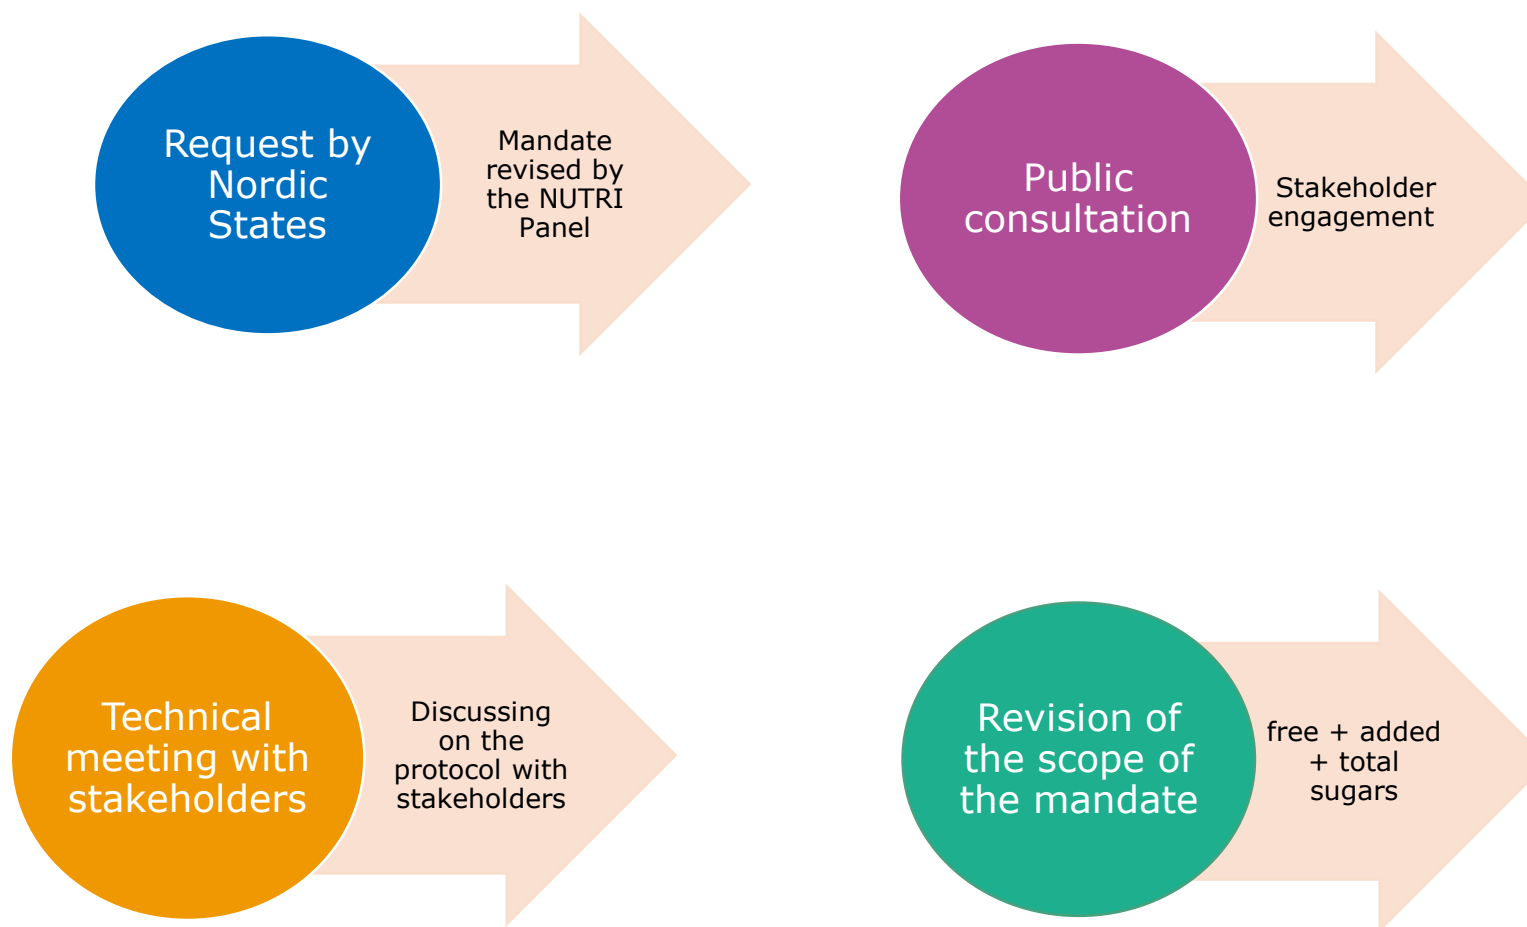 Request by
Nordic
States
Mandate
revised by
the NUTRI
Panel
Public
consultation
Stakeholder
engagement
Technical
meeting with
stakeholders
Discussing
on the
protocol with
stakeholders
Revision of
the scope of
the mandate
free + added
+ total
sugars